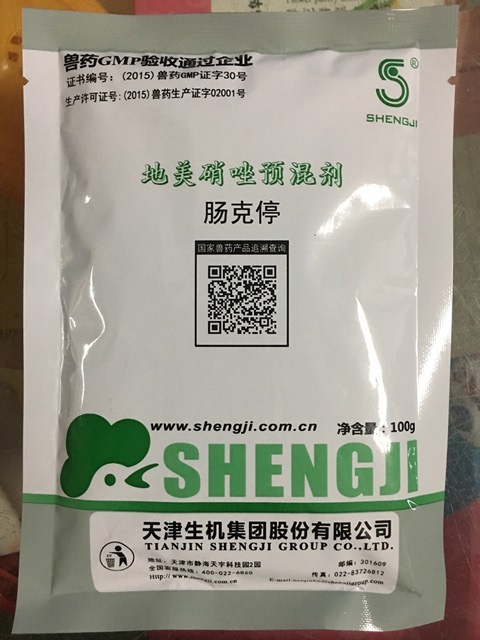 兽药GMP验收通过企业
证书编号:(2015)兽药GMP证字30号
生产许可证号:(2015)兽药生产证字02001号
SHENGJI
地美硝唑预混剂
肠克停
国家兽药产品追溯查询
www.shengji.com.cn 净含量:100g
SHENGJI
天津生机集团股份有限公司
TIANJIN SHENGJI GROUP CO.,LTD.
地址:天津市静海天宇科技园2园 邮编:301609
全国客服热线:400-022-6860 传真:022-83726812
Http://www.shengji.com.cn